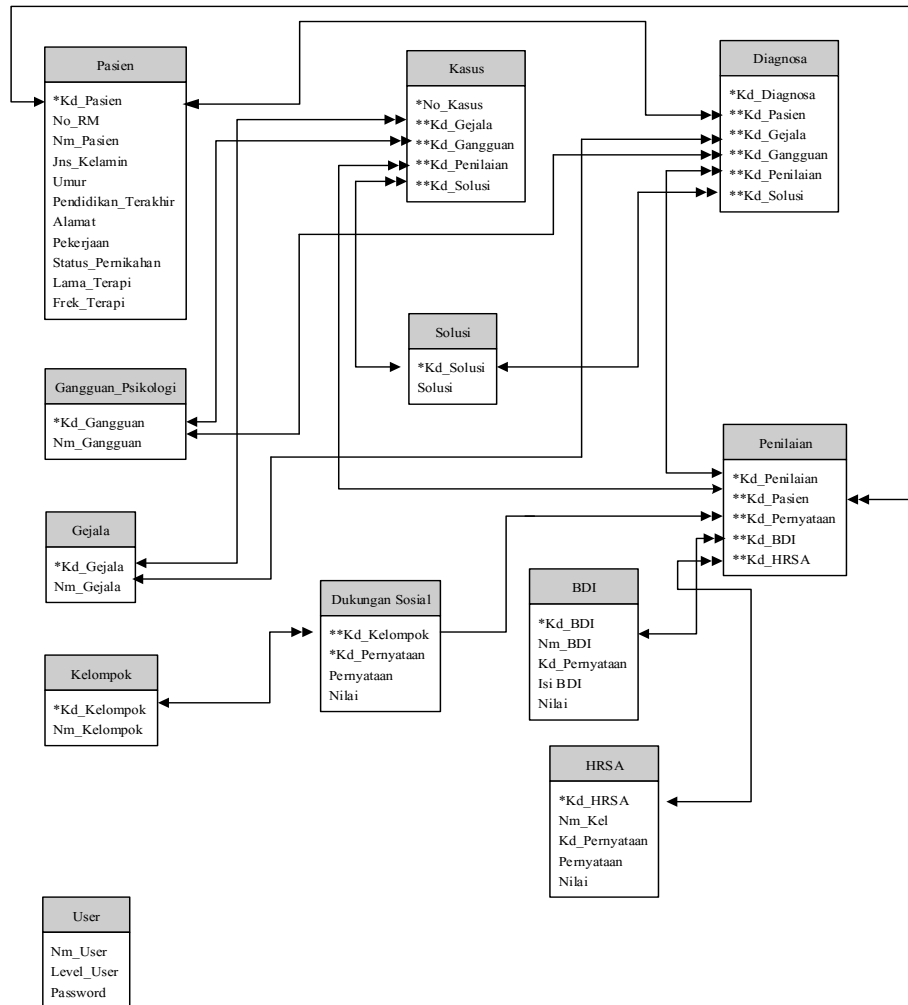 Pasien
*Kd_Pasien
No_RM
Nm_Pasien
Jns_Kelamin
Umur
Pendidikan_Terakhir
Alamat
Pekerjaan
Status_Pernikahan
Lama_Terapi
Frek_Terapi
Kasus
*No_Kasus
**Kd_Gejala
**Kd_Gangguan
**Kd_Penilaian
**Kd_Solusi
Diagnosa
*Kd_Diagnosa
**Kd_Pasien
**Kd_Gejala
**Kd_Gangguan
**Kd_Penilaian
**Kd_Solusi
Solusi
*Kd_Solusi
Solusi
Gangguan_Psikologi
*Kd_Gangguan
Nm_Gangguan
Penilaian
*Kd_Penilaian
**Kd_Pasien
**Kd_Pernyataan
**Kd_BDI
**Kd_HRSA
Gejala
*Kd_Gejala
Nm_Gejala
Dukungan Sosial
**Kd_Kelompok
*Kd_Pernyataan
Pernyataan
Nilai
BDI
*Kd_BDI
Nm_BDI
Kd_Pernyataan
Isi BDI
Nilai
Kelompok
*Kd_Kelompok
Nm_Kelompok
HRSA
*Kd_HRSA
Nm_Kel
Kd_Pernyataan
Pernyataan
Nilai
User
Nm_User
Level_User
Password